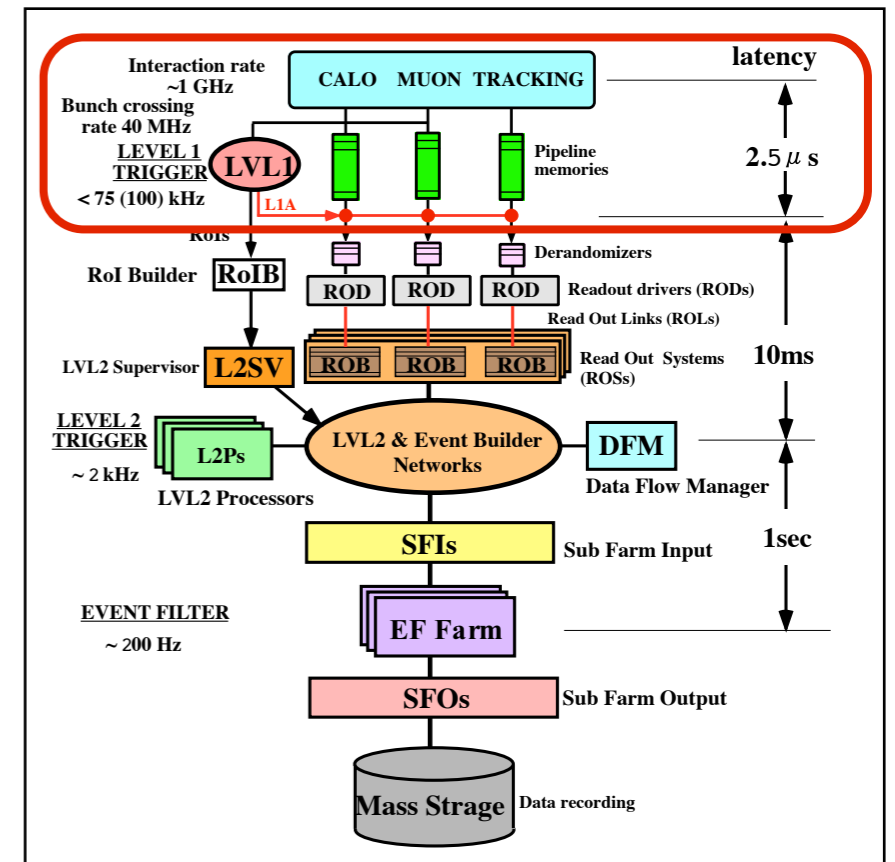 latency
Interaction rate
~1 GHz
CALO MUON TRACKING
Bunch crossing
rate 40 MHz
LEVEL 1
TRIGGER
LVL1
Pipeline
memories
2.5μs
< 75 (100) kHz
L1A
RoIs
Derandomizers
RoI Builder
RoIB
ROD
ROD
ROD
Readout drivers (RODs)
Read Out Links (ROLs)
LVL2 Supervisor
L2SV
ROB
ROB
ROB
Read Out Systems
(ROSs)
10ms
LEVEL 2
TRIGGER
L2Ps
LVL2 & Event Builder
Networks
DFM
~ 2 kHz
LVL2 Processors
Data Flow Manager
SFIs
Sub Farm Input
1sec
EVENT FILTER
EF Farm
~ 200 Hz
SFOs
Sub Farm Output
Mass Strage
Data recording